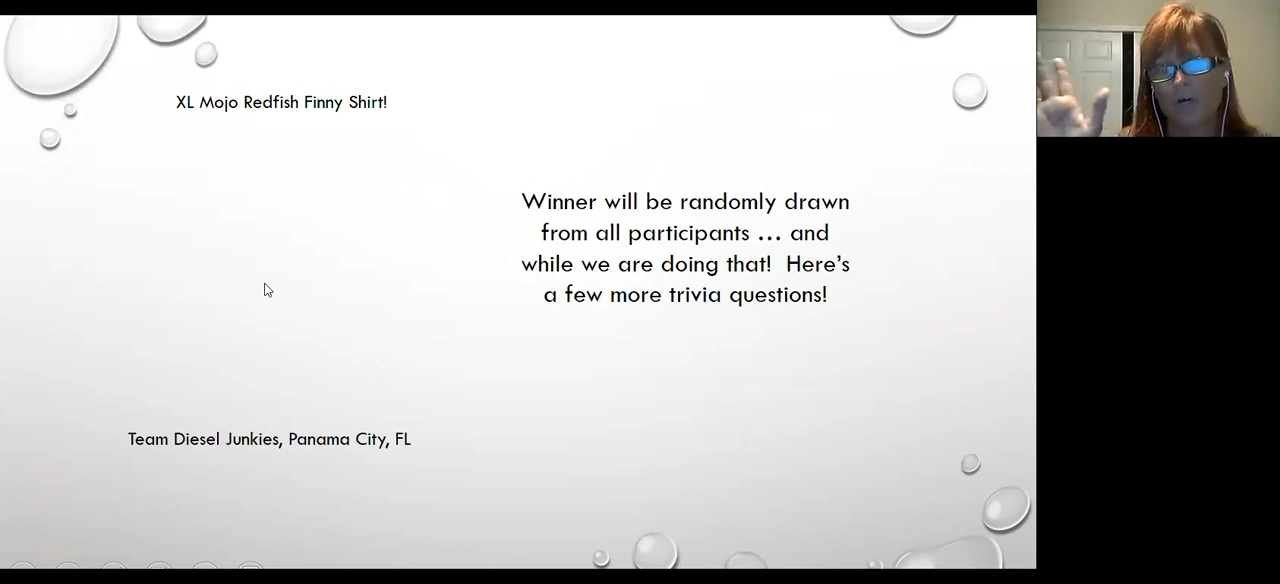 XL Mojo Redfish Finny Shirt!
Winner will be randomly drawn
from all participants … and
while we are doing that!  Here’s
a few more trivia questions!
Team Diesel Junkies, Panama City, FL